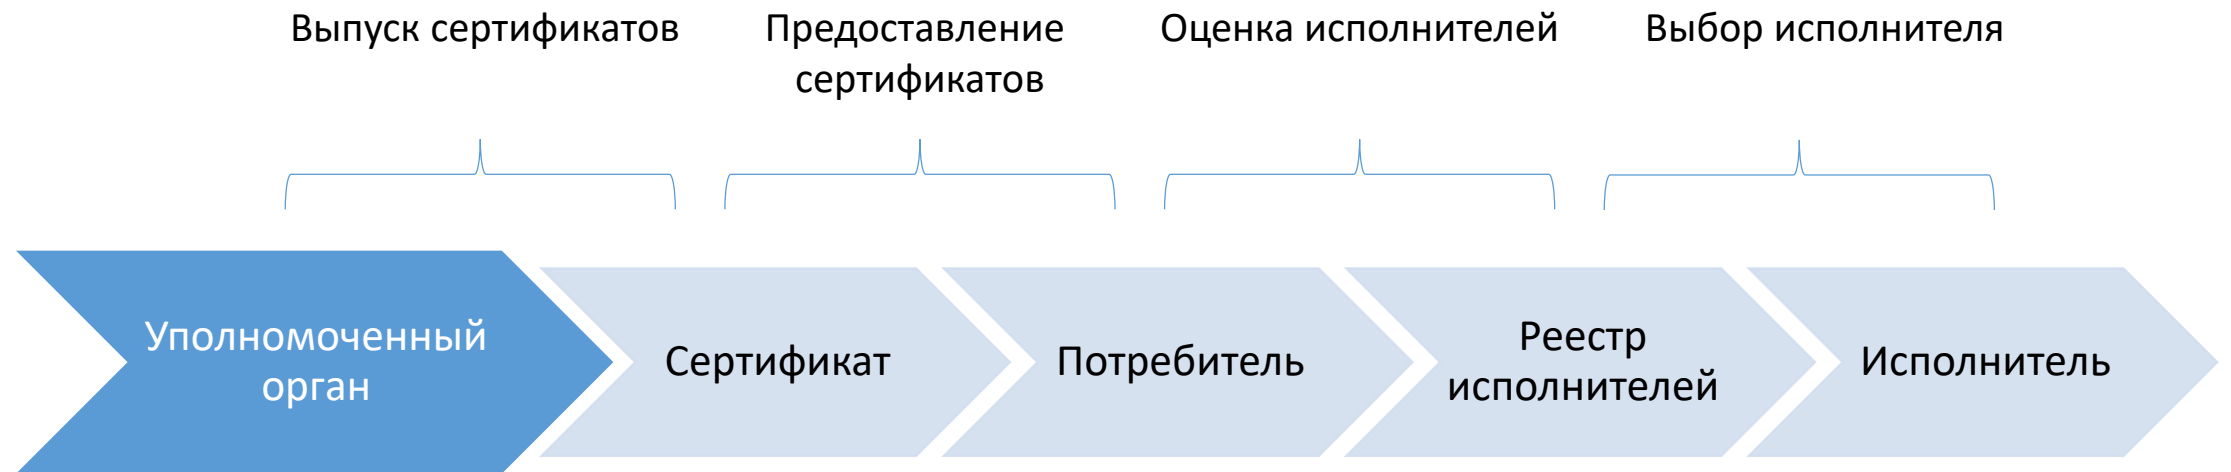 Выпуск сертификатов
Предоставление
сертификатов
Оценка исполнителей
Выбор исполнителя
Уполномоченный
орган
Сертификат
Потребитель
Реестр
исполнителей
Исполнитель